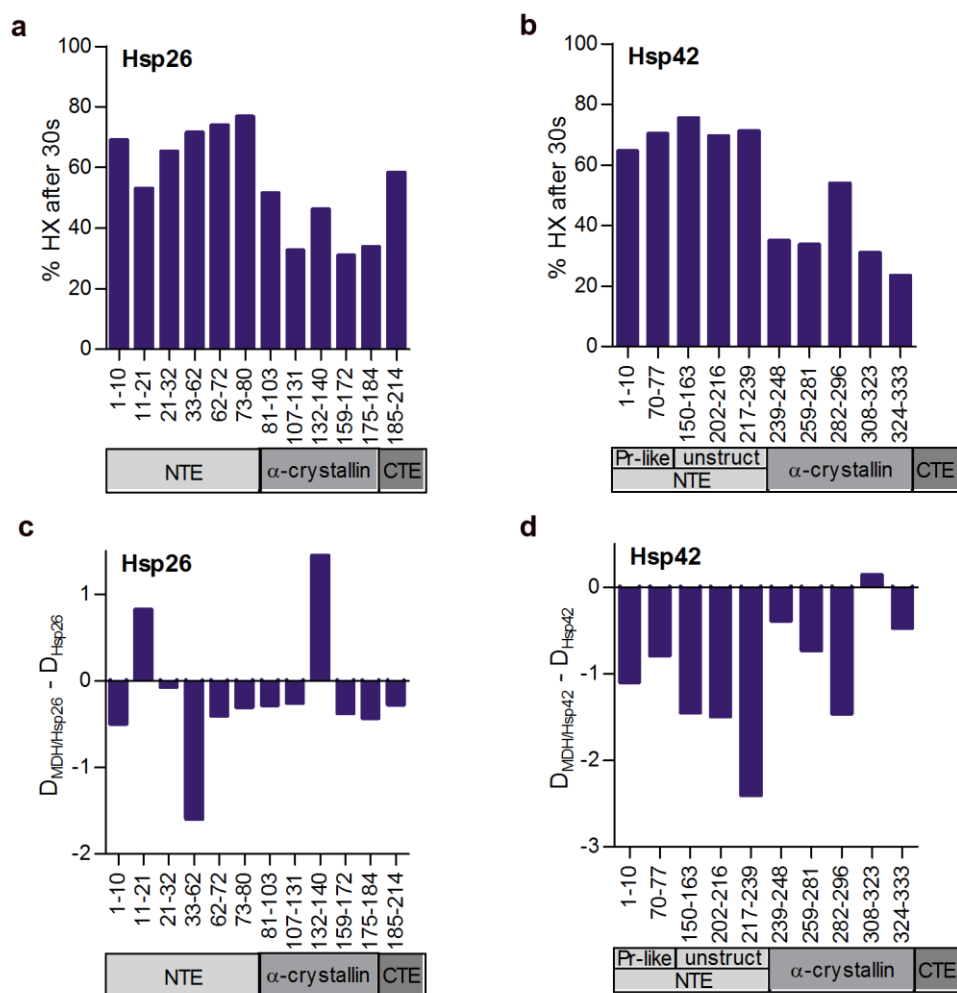 a
Hsp26
% HX after 30s
100
80
60
40
20
0
1-10
11-21
21-32
33-62
62-72
73-80
81-103
107-131
132-140
159-172
175-184
185-214
NTE
α-crystallin
CTE
b
Hsp42
% HX after 30s
100
80
60
40
20
0
1-10
70-77
150-163
202-216
217-239
239-248
259-281
282-296
308-323
324-333
Pr-like
unstruct
NTE
α-crystallin
CTE
c
Hsp26
D MDH/Hsp26 - D Hsp26
1
0
-1
-2
1-10
11-21
21-32
33-62
62-72
73-80
81-103
107-131
132-140
159-172
175-184
185-214
NTE
α-crystallin
CTE
d
Hsp42
D MDH/Hsp42 - D Hsp42
0
-1
-2
-3
1-10
70-77
150-163
202-216
217-239
239-248
259-281
282-296
308-323
324-333
Pr-like
unstruct
NTE
α-crystallin
CTE